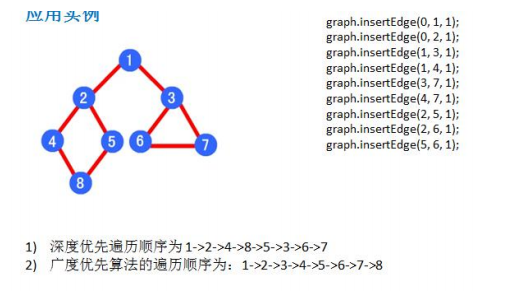 应用实例
graph.insertEdge(0, 1, 1);
graph.insertEdge(0, 2, 1);
graph.insertEdge(1, 3, 1);
graph.insertEdge(1, 4, 1);
graph.insertEdge(3, 7, 1);
graph.insertEdge(4, 7, 1);
graph.insertEdge(2, 5, 1);
graph.insertEdge(2, 6, 1);
graph.insertEdge(5, 6, 1);
1
2
3
4
5
6
7
8
1) 深度优先遍历顺序为 1->2->4->8->5->3->6->7
2) 广度优先算法的遍历顺序为：1->2->3->4->5->6->7->8